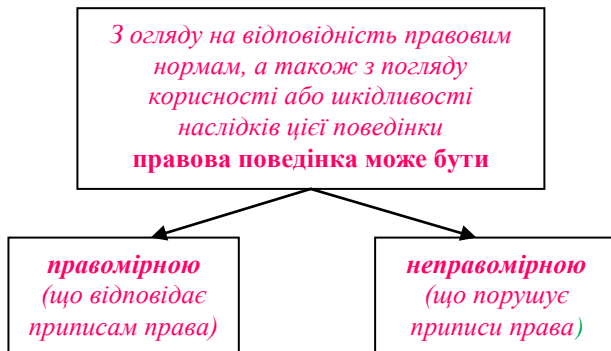 З огляду на відповідність правовим
нормам, а також з погляду
корисності або шкідливості
наслідків цієї поведінки
правова поведінка може бути
правомірною
(що відповідає
приписам права)
неправомірною
(що порушує
приписи права)